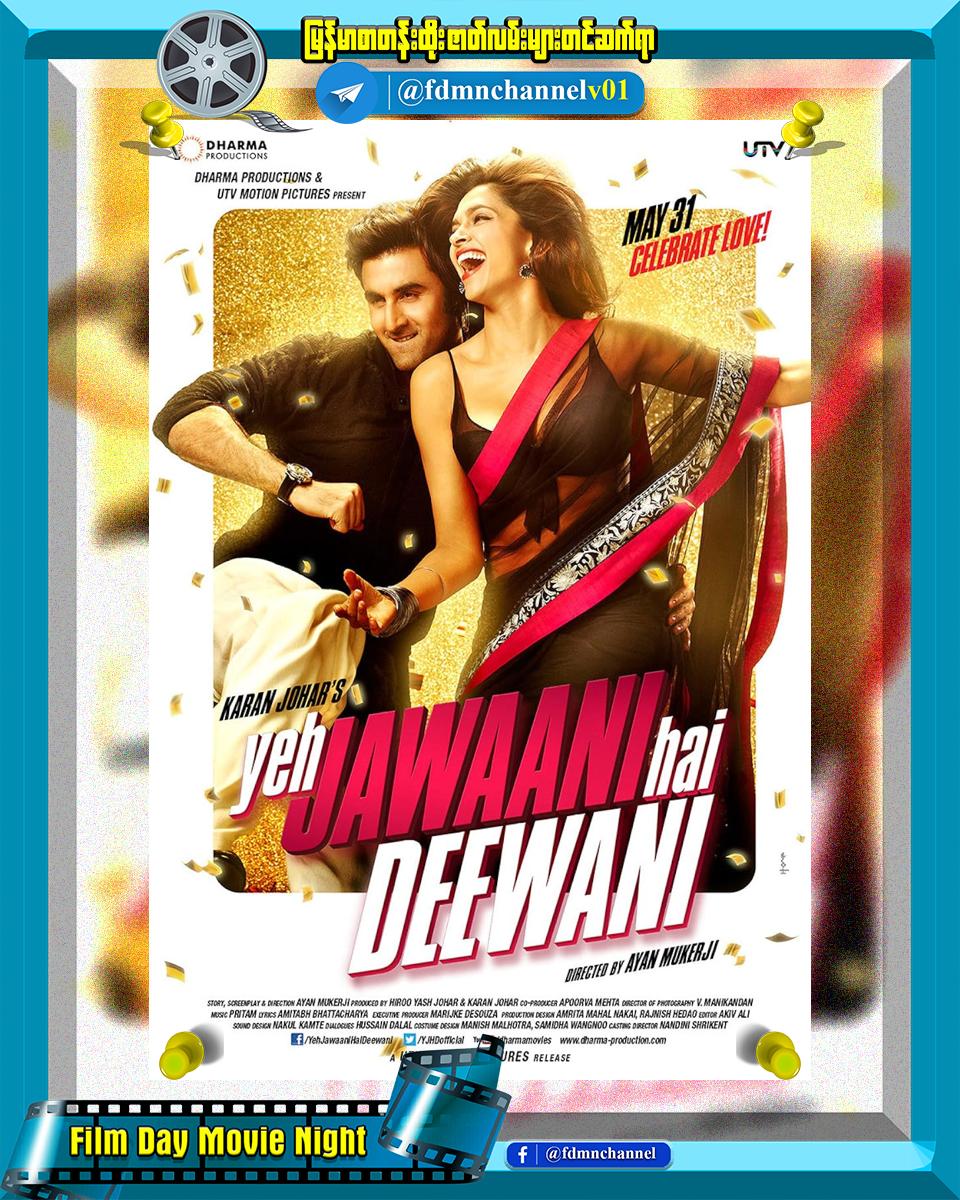 မြန်မာစာတန်းထိုးဇာတ်လမ်းများတင်ဆက်ရာ
@fdmnchannelv01
DHARMA
PRODUCTIONS
UTV
DHARMA PRODUCTIONS &
UTV MOTION PICTURES PRESENT
MAY 31
CELEBRATE LOVE!
KARAN JOHAR'S
yeh JAWAANI hai
DEEWANI
DIRECTED BY AYAN MUKERJI
STORY, SCREENPLAY & DIRECTION AYAN MUKERJI PRODUCED BY HIROO YASH JOHAR & KARAN JOHAR CO-PRODUCER APOORVA MEHTA DIRECTOR OF PHOTOGRAPHY V. MANIKANDAN
MUSIC PRITAM LYRICS AMITABH BHATTACHARYA EXECUTIVE PRODUCER MARIJKE DESOUZA PRODUCTION DESIGN AMRITA MAHAL NAKAI, RAJNISH HEDAO EDITOR AKIV ALI
SOUND DESIGN NAKUL KAMTE DIALOGUES HUSSAIN DALAL COSTUME DESIGN MANISH MALHOTRA, SAMIDHA WANGNOO CASTING DIRECTOR NANDINI SHRIKENT
/YehJawaaniHaiDeewani /YJHDofficial dharmamovies www.dharma-production.com
A RELEASE
Film Day Movie Night
@fdmnchannel